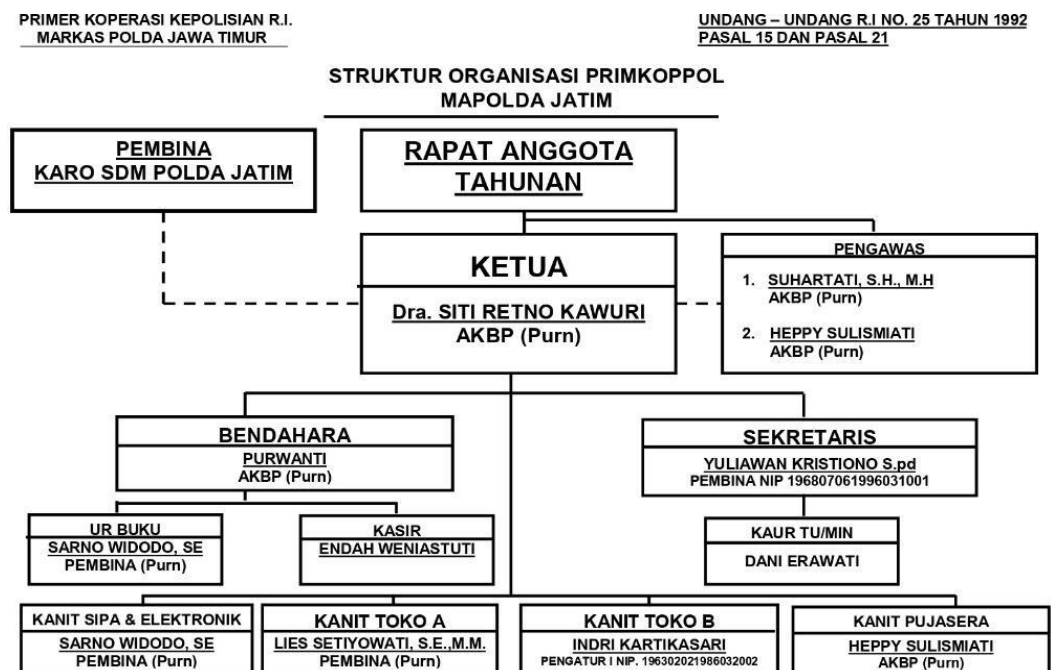 PRIMER KOPERASI KEPOLISIAN R.I.
MARKAS POLDA JAWA TIMUR
UNDANG – UNDANG R.I NO. 25 TAHUN 1992
PASAL 15 DAN PASAL 21
STRUKTUR ORGANISASI PRIMKOPPOL
MAPOLDA JATIM
PEMBINA
KARO SDM POLDA JATIM
RAPAT ANGGOTA
TAHUNAN
KETUA
Dra. SITI RETNO KAWURI
AKBP (Purn)
PENGAWAS
1. SUHARTATI, S.H., M.H
AKBP (Purn)
2. HEPPY SULISMIATI
AKBP (Purn)
BENDAHARA
PURWANTI
AKBP (Purn)
SEKRETARIS
YULIAWAN KRISTIONO S.pd
PEMBINA NIP 196807061996031001
UR BUKU
SARNO WIDODO, SE
PEMBINA (Purn)
KASIR
ENDAH WENIASTUTI
KAUR TU/MIN
DANI ERAWATI
KANIT SIPA & ELEKTRONIK
SARNO WIDODO, SE
PEMBINA (Purn)
KANIT TOKO A
LIES SETIYOWATI, S.E.,M.M.
PEMBINA (Purn)
KANIT TOKO B
INDRI KARTIKASARI
PENGATUR I NIP. 196302021986032002
KANIT PUJASERA
HEPPY SULISMIATI
AKBP (Purn)